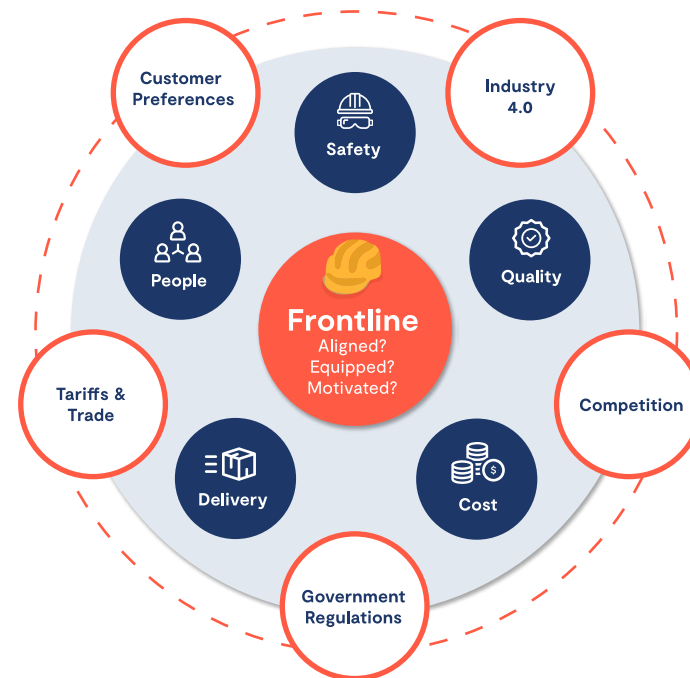 Customer
Preferences
Industry
4.0
Safety
People
Quality
Frontline
Aligned?
Equipped?
Motivated?
Tariffs &
Trade
Competition
Delivery
$
Cost
Government
Regulations